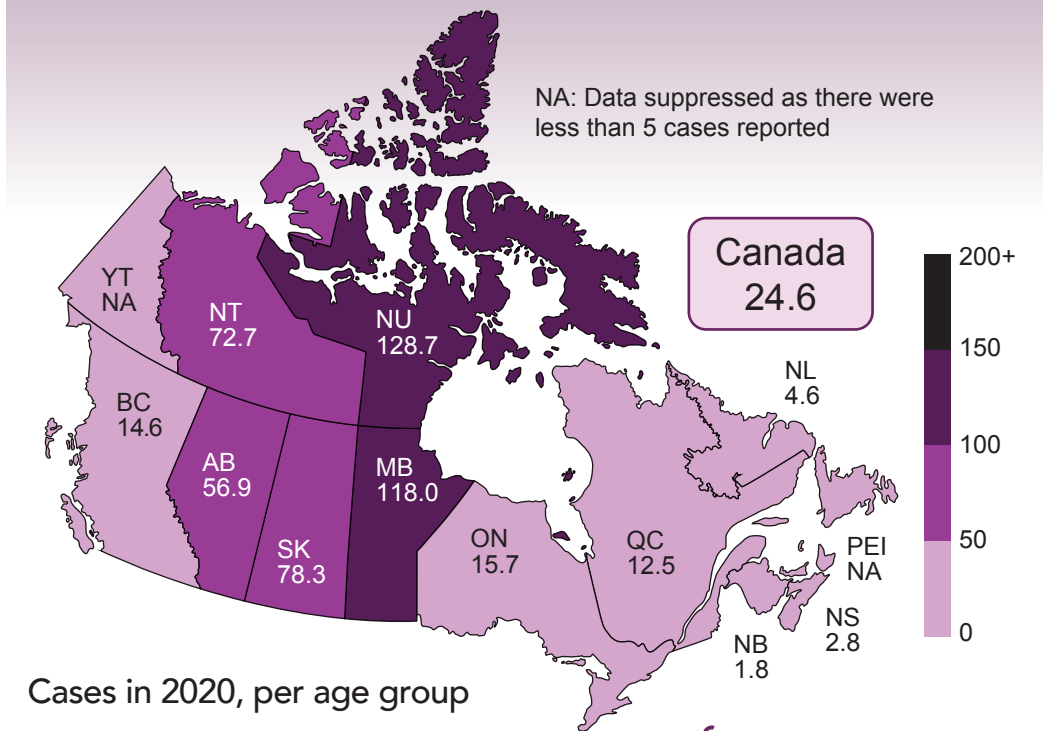 NA: Data suppressed as there were
less than 5 cases reported
Canada
24.6
200+
150
100
50
0
YT
NA
NT
72.7
NU
128.7
NL
4.6
BC
14.6
AB
56.9
SK
78.3
MB
118.0
ON
15.7
QC
12.5
PEI
NA
NS
2.8
NB
1.8
Cases in 2020, per age group